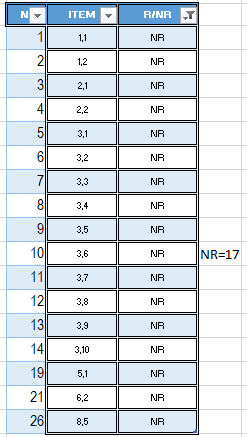 N ITEM R/NR
1 1,1 NR
2 1,2 NR
3 2,1 NR
4 2,2 NR
5 3,1 NR
6 3,2 NR
7 3,3 NR
8 3,4 NR
9 3,5 NR
10 3,6 NR NR=17
11 3,7 NR
12 3,8 NR
13 3,9 NR
14 3,10 NR
19 5,1 NR
21 6,2 NR
26 8,5 NR